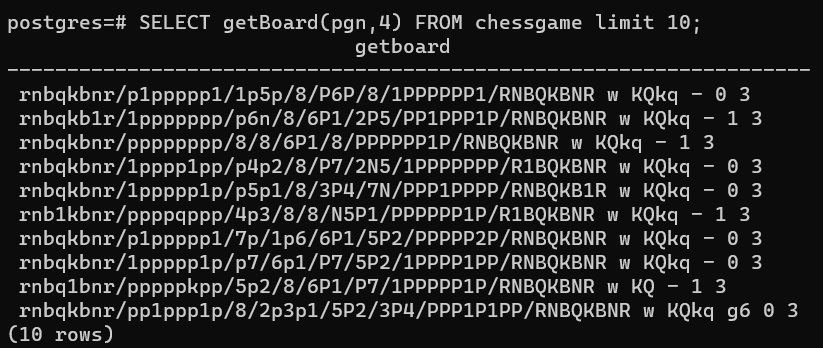 postgres=# SELECT getBoard(pgn,4) FROM chessgame limit 10;
getboard
-------------------------------------------------------------------
rnbqkbnr/p1ppppp1/1p5p/8/P6P/8/1PPPPPP1/RNBQKBNR w KQkq - 0 3
rnbqkb1r/1ppppppp/p6n/8/6P1/2P5/PP1PPP1P/RNBQKBNR w KQkq - 1 3
rnbqkbnr/pppppppp/8/8/6P1/8/PPPPPP1P/RNBQKBNR w KQkq - 1 3
rnbqkbnr/1pppp1pp/p4p2/8/P7/2N5/1PPPPPPP/R1BQKBNR w KQkq - 0 3
rnbqkbnr/1ppppp1p/p5p1/8/3P4/7N/PPP1PPPP/RNBQKB1R w KQkq - 0 3
rnb1kbnr/ppppqppp/4p3/8/8/N5P1/PPPPPP1P/R1BQKBNR w KQkq - 1 3
rnbqkbnr/p1ppppp1/7p/1p6/6P1/5P2/PPPPP2P/RNBQKBNR w KQkq - 0 3
rnbqkbnr/1ppppp1p/p7/6p1/P7/5P2/1PPPP1PP/RNBQKBNR w KQkq - 0 3
rnbq1bnr/pppppkpp/5p2/8/6P1/P7/1PPPPP1P/RNBQKBNR w KQ - 1 3
rnbqkbnr/pp1ppp1p/8/2p3p1/5P2/3P4/PPP1P1PP/RNBQKBNR w KQkq g6 0 3
(10 rows)